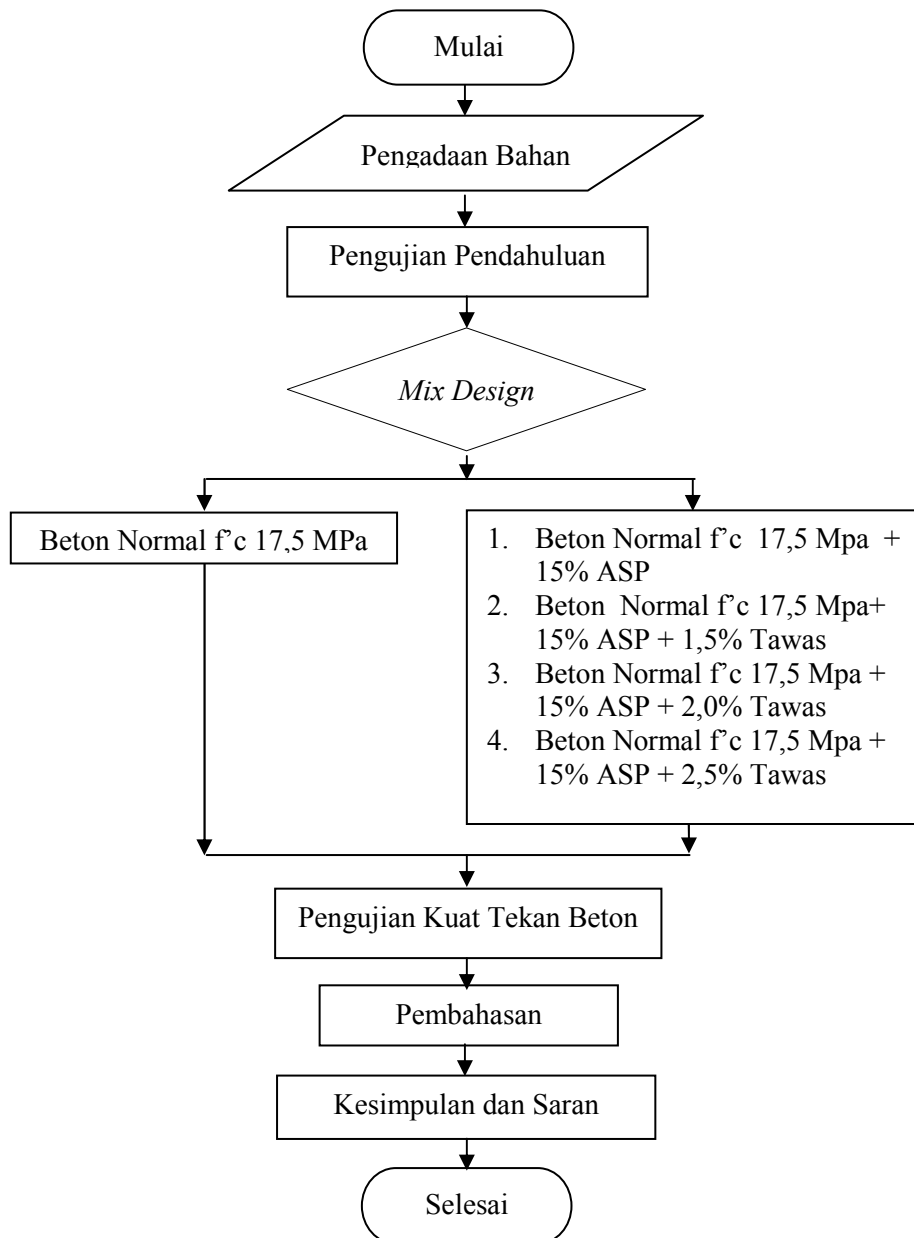 Mulai
Pengadaan Bahan
Pengujian Pendahuluan
Mix Design
Beton Normal f’c 17,5 MPa
1. Beton Normal f’c 17,5 Mpa +
15% ASP
2. Beton Normal f’c 17,5 Mpa+
15% ASP + 1,5% Tawas
3. Beton Normal f’c 17,5 Mpa +
15% ASP + 2,0% Tawas
4. Beton Normal f’c 17,5 Mpa +
15% ASP + 2,5% Tawas
Pengujian Kuat Tekan Beton
Pembahasan
Kesimpulan dan Saran
Selesai